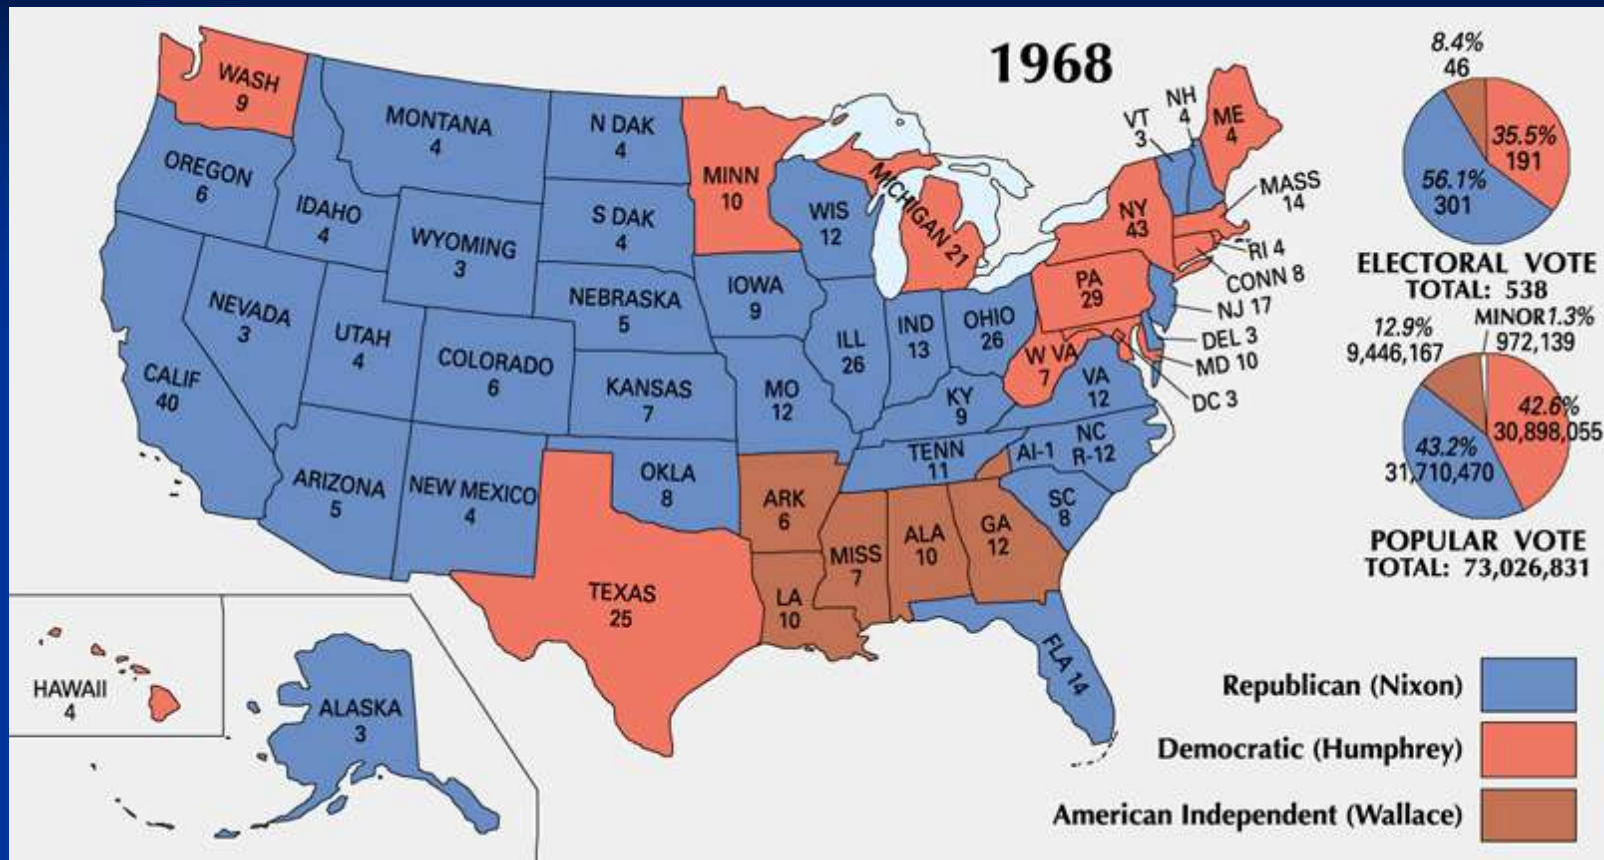 1968
WASH
9
OREGON
6
CALIF
40
NEVADA
3
IDAHO
4
MONTANA
4
WYOMING
3
UTAH
4
COLORADO
6
ARIZONA
5
NEW MEXICO
4
N DAK
4
S DAK
4
NEBRASKA
5
KANSAS
7
OKLA
8
TEXAS
25
MINN
10
IOWA
9
MO
12
ARK
6
LA
10
WIS
12
ILL
26
MICHIGAN 21
IND
13
OHIO
26
KY
9
TENN
11
MISS
7
ALA
10
GA
12
FLA 14
SC
8
AI-1
NC
R-12
VA
12
W VA
7
PA
29
NY
43
VT
3
NH
4
ME
4
MASS
14
RI 4
CONN 8
NJ 17
DEL 3
MD 10
DC 3
HAWAII
4
ALASKA
3
8.4%
46
35.5%
191
56.1%
301
ELECTORAL VOTE
TOTAL: 538
12.9%
9,446,167
MINOR 1.3%
972,139
42.6%
30,898,055
43.2%
31,710,470
POPULAR VOTE
TOTAL: 73,026,831
Republican (Nixon)
Democratic (Humphrey)
American Independent (Wallace)